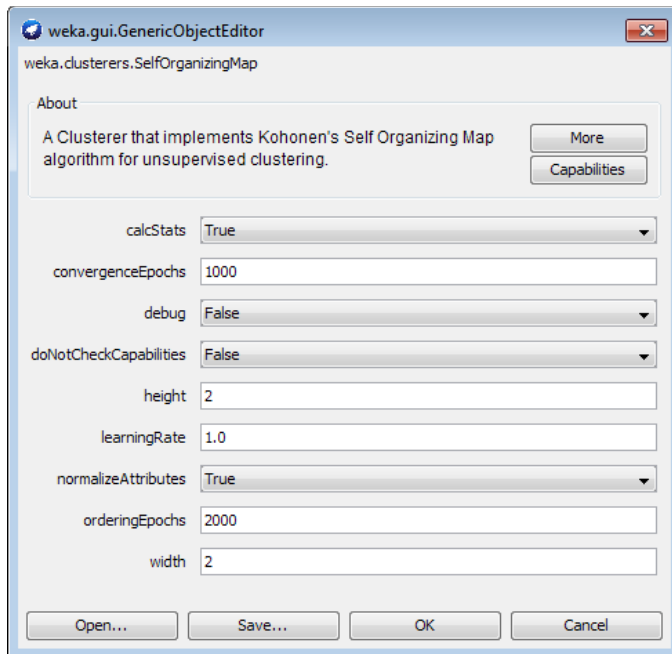 weka.gui.GenericObjectEditor
weka.clusterers.SelfOrganizingMap
About
A Clusterer that implements Kohonen's Self Organizing Map
algorithm for unsupervised clustering.
More
Capabilities
calcStats True
convergenceEpochs 1000
debug False
doNotCheckCapabilities False
height 2
learningRate 1.0
normalizeAttributes True
orderingEpochs 2000
width 2
Open... Save... OK Cancel